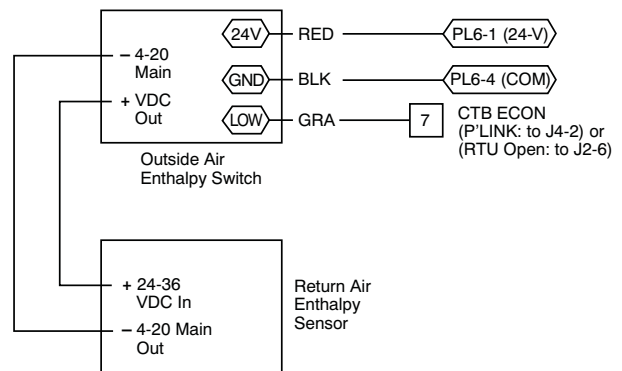 24V RED PL6-1 (24-V)
– 4-20
Main
GND BLK PL6-4 (COM)
+ VDC
Out
LOW GRA 7 CTB ECON
(P'LINK: to J4-2) or
(RTU Open: to J2-6)
Outside Air
Enthalpy Switch
+ 24-36
VDC In
– 4-20 Main
Out
Return Air
Enthalpy
Sensor